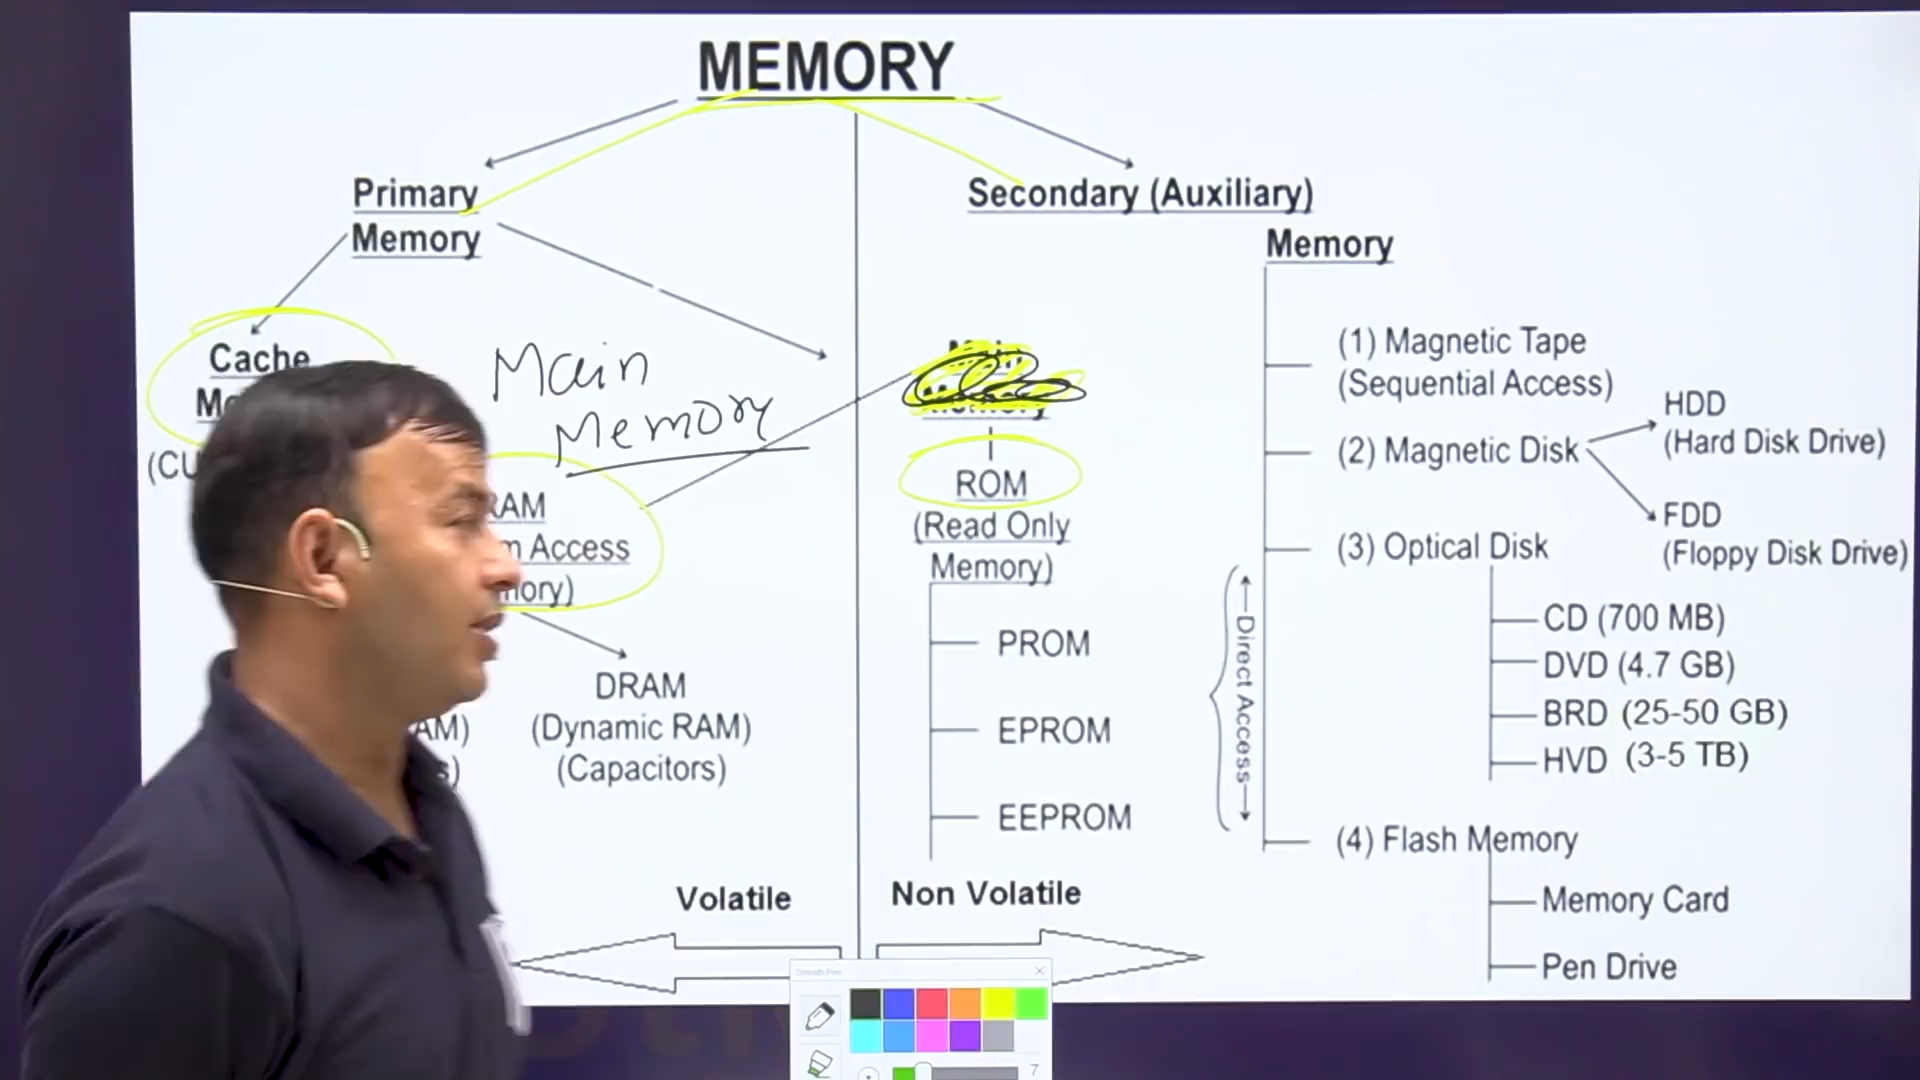 MEMORY
Primary
Memory
Secondary (Auxiliary)
Memory
Cache
Main
Memory
RAM
Access
DRAM
(Dynamic RAM)
(Capacitors)
ROM
(Read Only
Memory)
PROM
EPROM
EEPROM
Volatile
Non Volatile
←Direct Access→
(1) Magnetic Tape
(Sequential Access)
(2) Magnetic Disk
HDD
(Hard Disk Drive)
FDD
(Floppy Disk Drive)
(3) Optical Disk
CD (700 MB)
DVD (4.7 GB)
BRD (25-50 GB)
HVD (3-5 TB)
(4) Flash Memory
Memory Card
Pen Drive
7